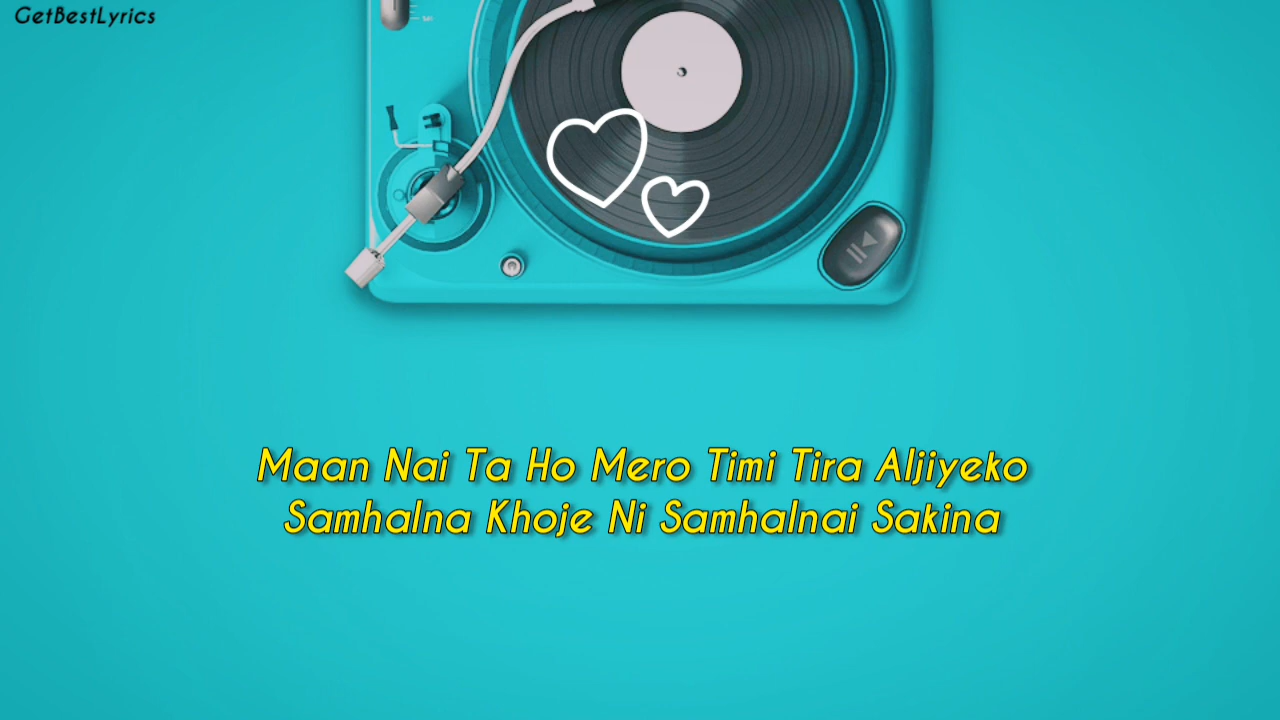 GetBestLyrics
Maan Nai Ta Ho Mero Timi Tira Aljiyeko
Samhalna Khoje Ni Samhalnai Sakina